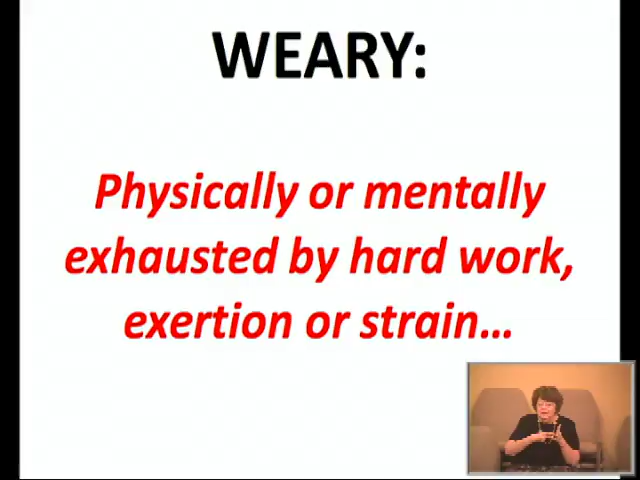 WEARY:
Physically or mentally
exhausted by hard work,
exertion or strain...